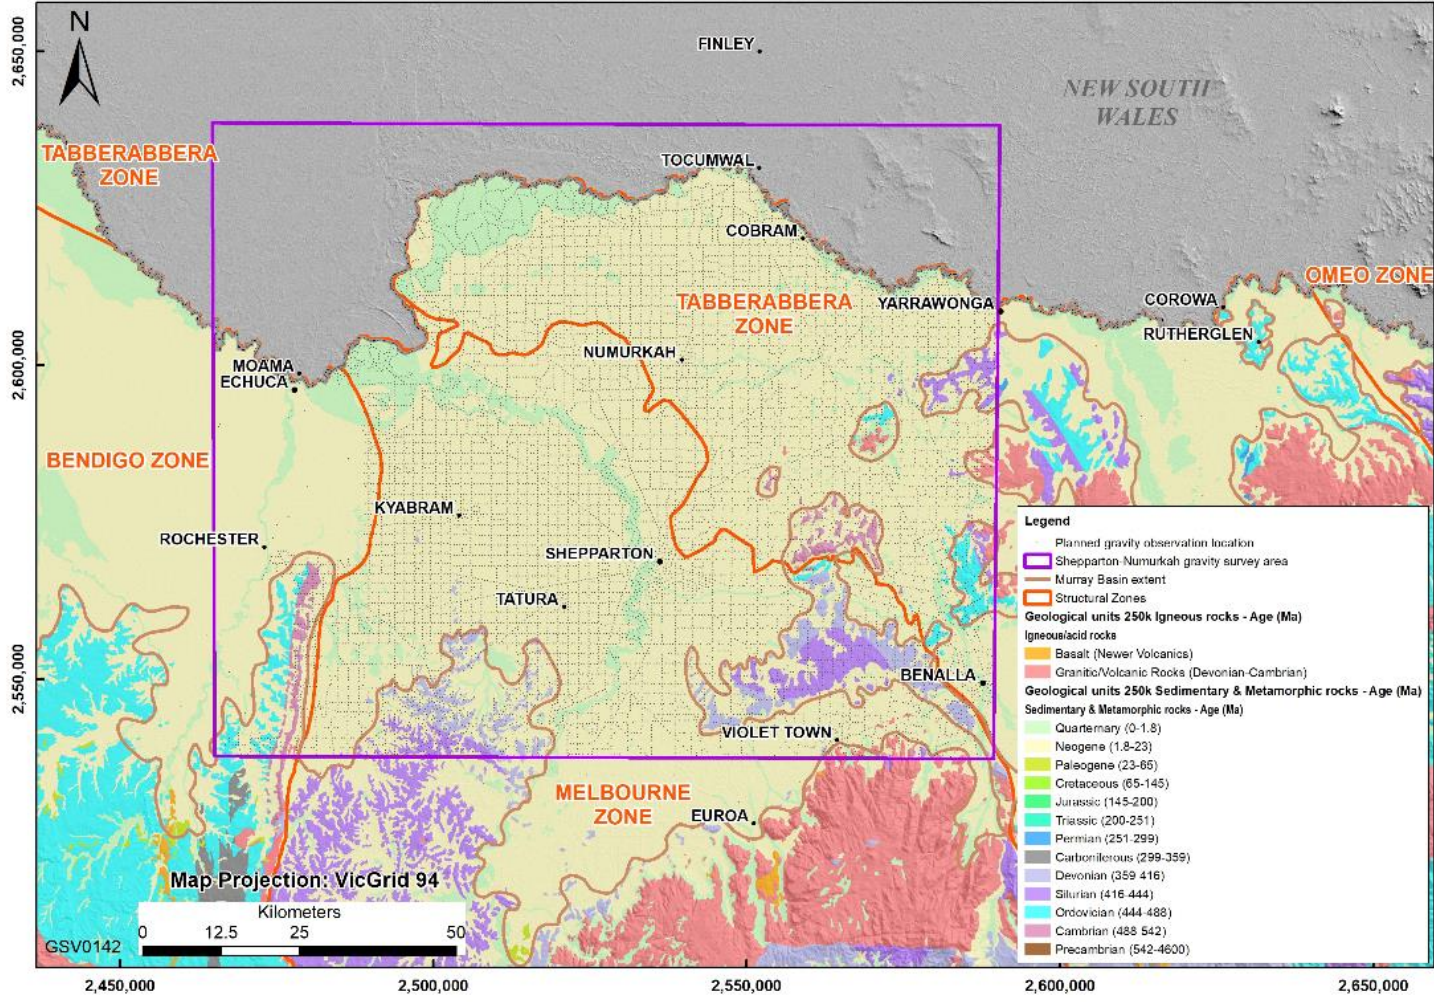 N
FINLEY
NEW SOUTH
WALES
TABBERABBERA
ZONE
TOCUMWAL
COBRAM
TABBERABBERA
ZONE
YARRAWONGA
COROWA
OMEO ZONE
RUTHERGLEN
NUMURKAH
MOAMA
ECHUCA
BENDIGO ZONE
KYABRAM
ROCHESTER
SHEPPARTON
TATURA
BENALLA
VIOLET TOWN
MELBOURNE
ZONE
EUROA
Map Projection: VicGrid 94
Kilometers
0 12.5 25 50
GSV0142
2,650,000
2,600,000
2,550,000
2,450,000 2,500,000 2,550,000 2,600,000 2,650,000
Legend
Planned gravity observation location
Shepparton-Numurkah gravity survey area
Murray Basin extent
Structural Zones
Geological units 250k Igneous rocks - Age (Ma)
Igneous/acid rocks
Basalt (Newer Volcanics)
Granitic/Volcanic Rocks (Devonian-Cambrian)
Geological units 250k Sedimentary & Metamorphic rocks - Age (Ma)
Sedimentary & Metamorphic rocks - Age (Ma)
Quarternary (0-1.8)
Neogene (1.8-23)
Paleogene (23-65)
Cretaceous (65-145)
Jurassic (145-200)
Triassic (200-251)
Permian (251-299)
Carboniferous (299-359)
Devonian (359-416)
Silurian (416-444)
Ordovician (444-488)
Cambrian (488-542)
Precambrian (542-4600)